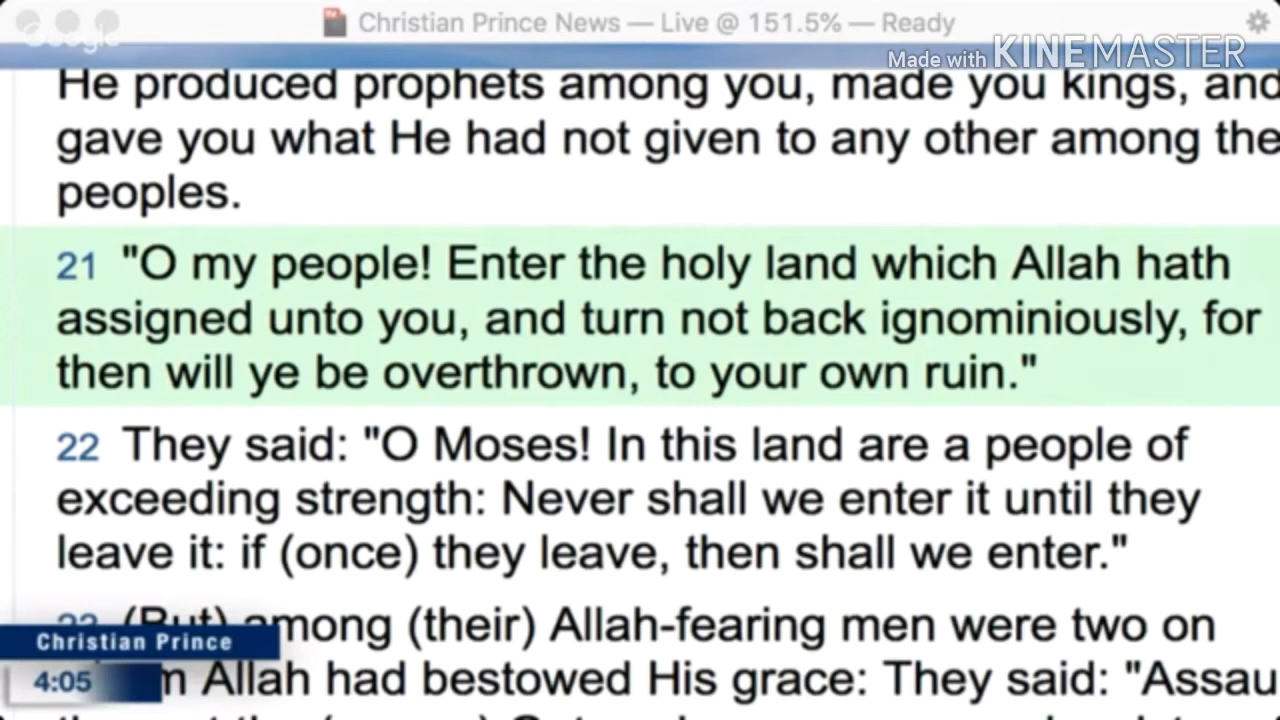 Christian Prince News — Live @ 151.5% — Ready
Google
Made with KINEMASTER
He produced prophets among you, made you kings, and
gave you what He had not given to any other among the
peoples.
21 "O my people! Enter the holy land which Allah hath
assigned unto you, and turn not back ignominiously, for
then will ye be overthrown, to your own ruin."
22 They said: "O Moses! In this land are a people of
exceeding strength: Never shall we enter it until they
leave it: if (once) they leave, then shall we enter."
(But) among (their) Allah-fearing men were two on
Christian Prince
Allah had bestowed His grace: They said: "Assau
4:05